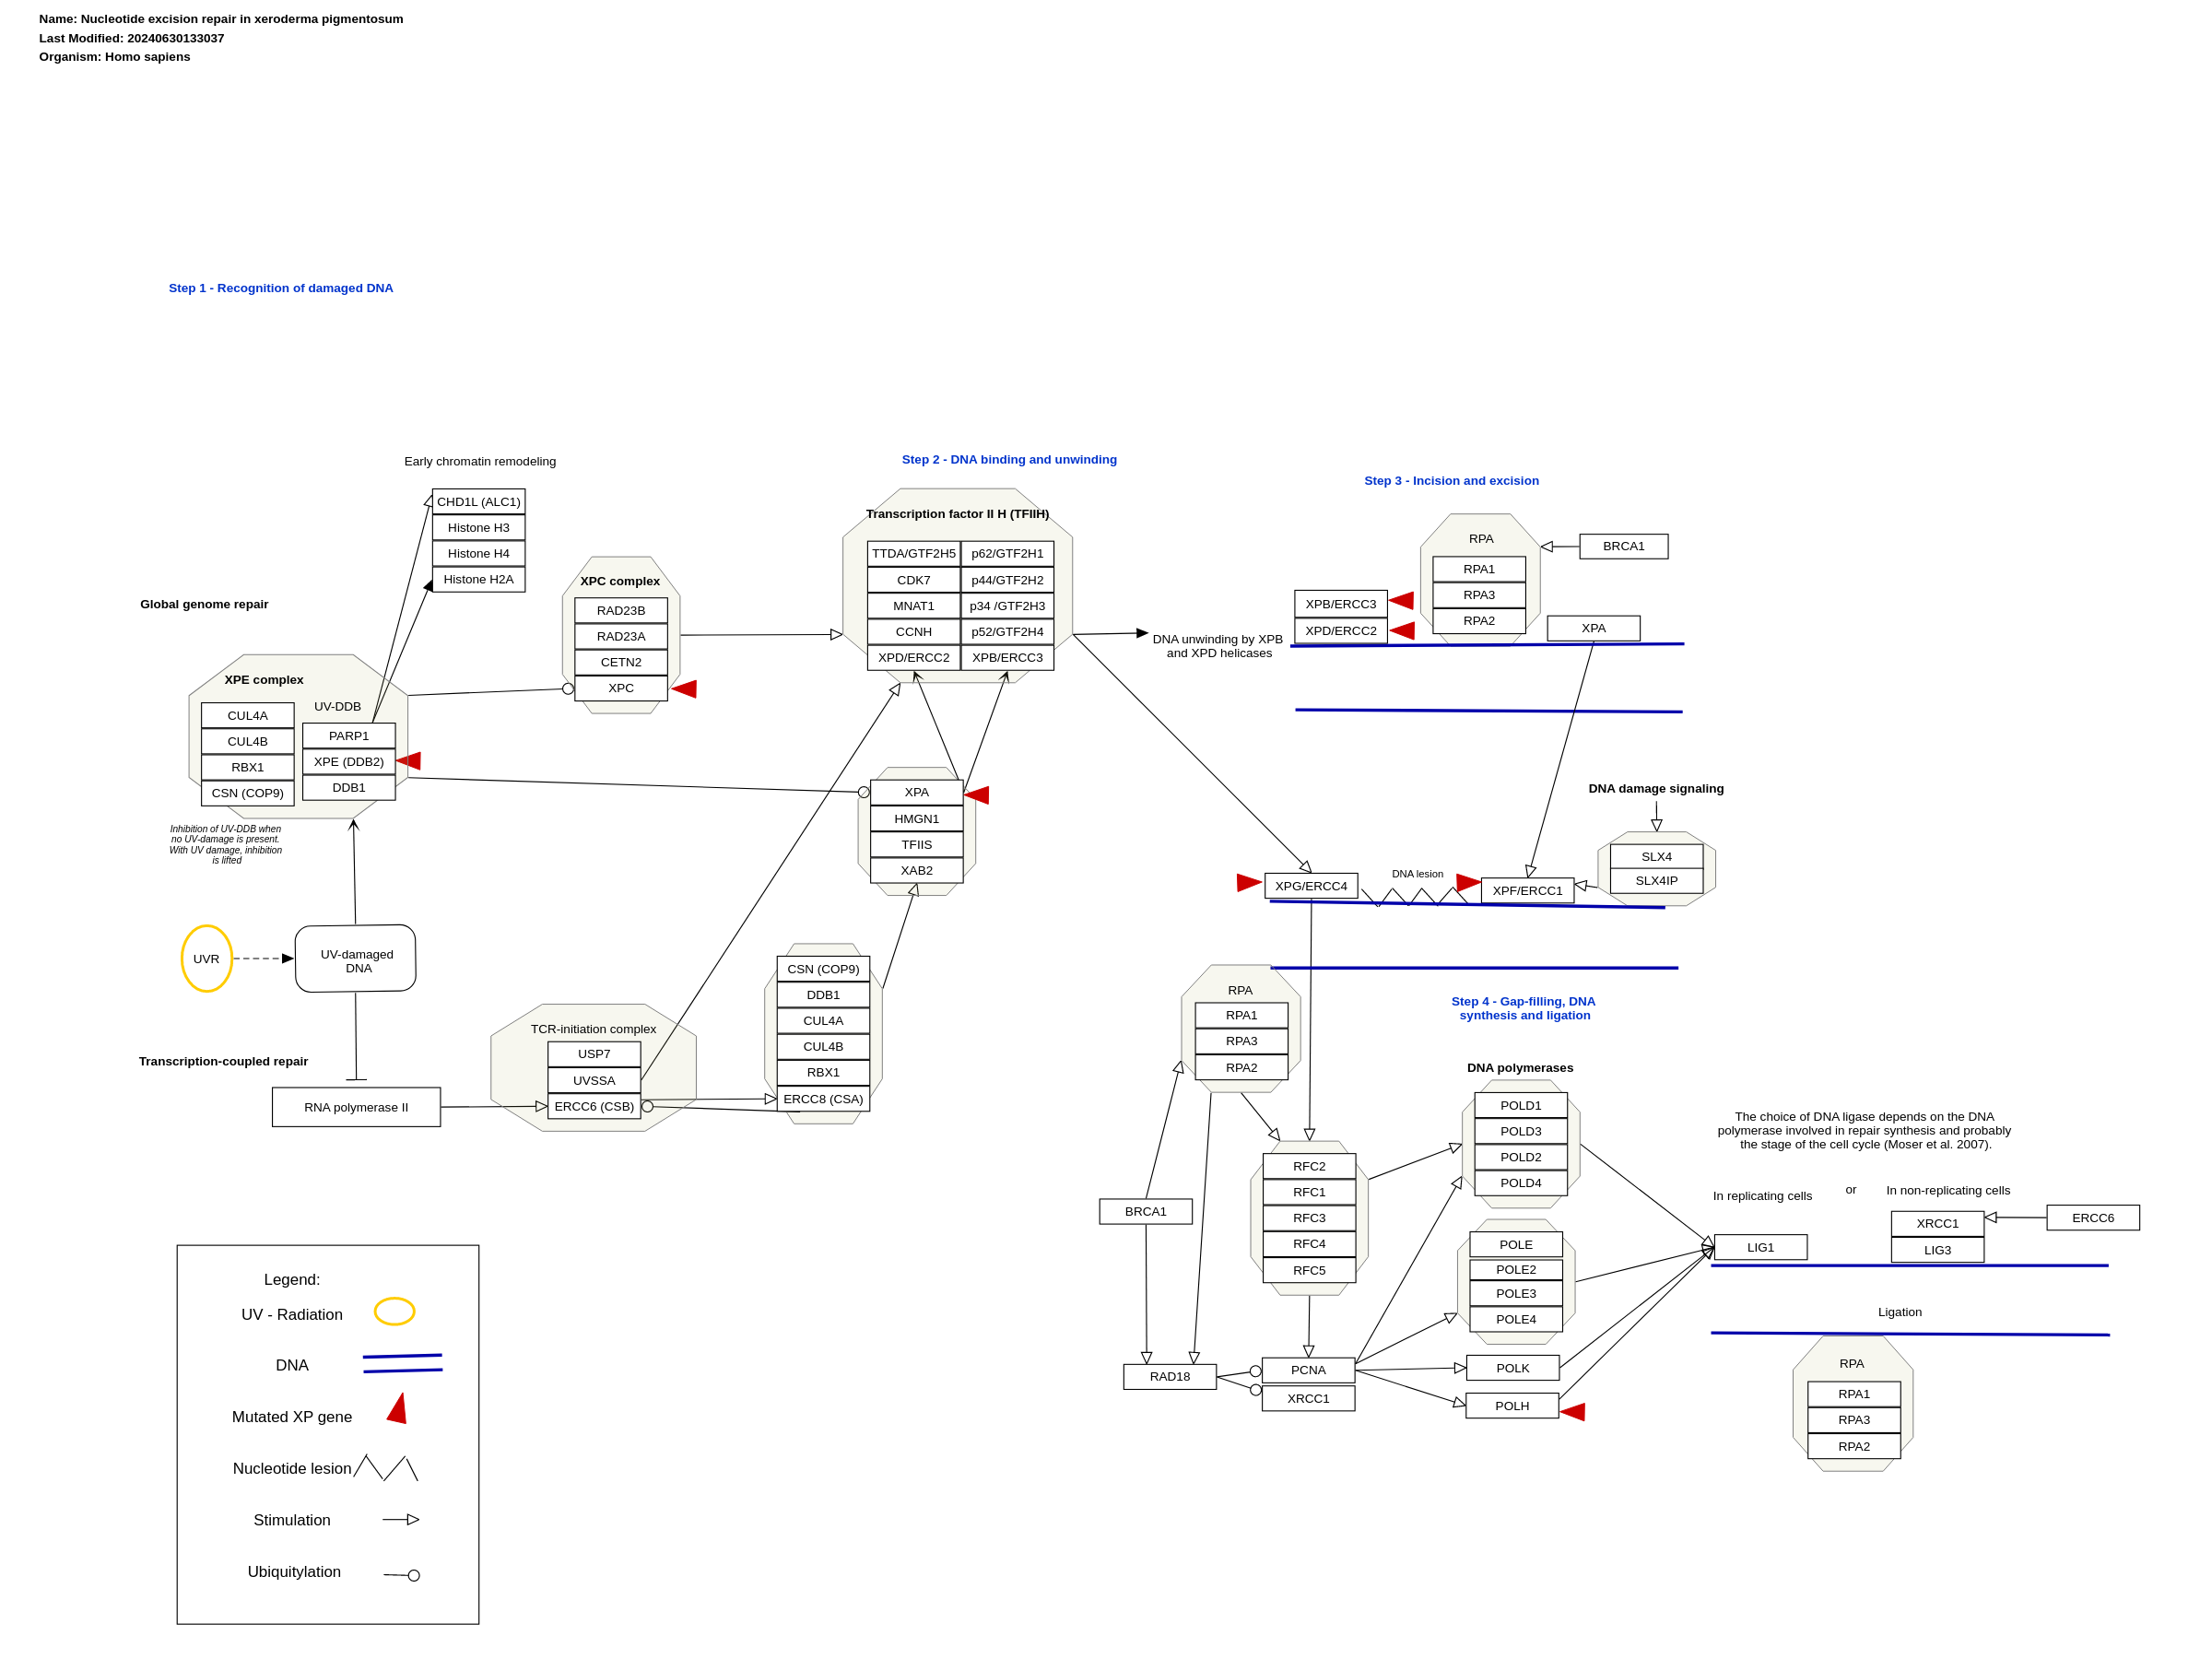 Name: Nucleotide excision repair in xeroderma pigmentosum
Last Modified: 20240630133037
Organism: Homo sapiens
Step 1 - Recognition of damaged DNA
Early chromatin remodeling
CHD1L (ALC1)
Histone H3
Histone H4
Histone H2A
Global genome repair
XPE complex
UV-DDB
CUL4A
CUL4B
RBX1
CSN (COP9)
PARP1
XPE (DDB2)
DDB1
Inhibition of UV-DDB when
no UV-damage is present.
With UV damage, inhibition
is lifted
XPC complex
RAD23B
RAD23A
CETN2
XPC
UVR
UV-damaged
DNA
Transcription-coupled repair
RNA polymerase II
TCR-initiation complex
USP7
UVSSA
ERCC6 (CSB)
CSN (COP9)
DDB1
CUL4A
CUL4B
RBX1
ERCC8 (CSA)
Step 2 - DNA binding and unwinding
Transcription factor II H (TFIIH)
TTDA/GTF2H5
p62/GTF2H1
CDK7
p44/GTF2H2
MNAT1
p34 /GTF2H3
CCNH
p52/GTF2H4
XPD/ERCC2
XPB/ERCC3
DNA unwinding by XPB
and XPD helicases
XPA
HMGN1
TFIIS
XAB2
Step 3 - Incision and excision
RPA
RPA1
RPA3
RPA2
BRCA1
XPB/ERCC3
XPD/ERCC2
XPA
DNA damage signaling
SLX4
SLX4IP
XPG/ERCC4
DNA lesion
XPF/ERCC1
RPA
RPA1
RPA3
RPA2
Step 4 - Gap-filling, DNA
synthesis and ligation
DNA polymerases
POLD1
POLD3
POLD2
POLD4
POLE
POLE2
POLE3
POLE4
POLK
POLH
RFC2
RFC1
RFC3
RFC4
RFC5
BRCA1
RAD18
PCNA
XRCC1
The choice of DNA ligase depends on the DNA
polymerase involved in repair synthesis and probably
the stage of the cell cycle (Moser et al. 2007).
In replicating cells
or
In non-replicating cells
LIG1
XRCC1
LIG3
ERCC6
Ligation
RPA
RPA1
RPA3
RPA2
Legend:
UV - Radiation
DNA
Mutated XP gene
Nucleotide lesion
Stimulation
Ubiquitylation